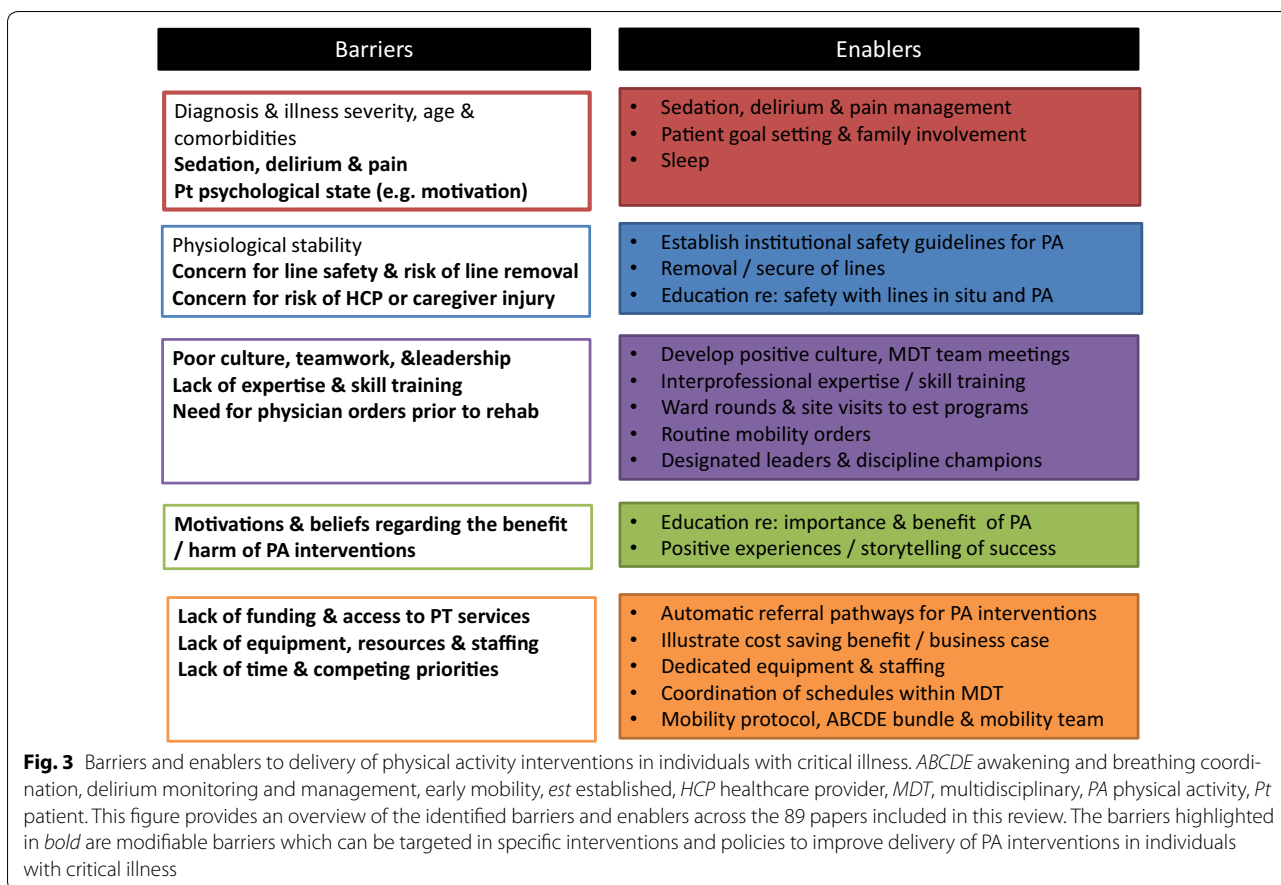 Barriers
Enablers
Diagnosis & illness severity, age &
comorbidities
Sedation, delirium & pain
Pt psychological state (e.g. motivation)
• Sedation, delirium & pain management
• Patient goal setting & family involvement
• Sleep
Physiological stability
Concern for line safety & risk of line removal
Concern for risk of HCP or caregiver injury
• Establish institutional safety guidelines for PA
• Removal / secure of lines
• Education re: safety with lines in situ and PA
Poor culture, teamwork, &leadership
Lack of expertise & skill training
Need for physician orders prior to rehab
• Develop positive culture, MDT team meetings
• Interprofessional expertise / skill training
• Ward rounds & site visits to est programs
• Routine mobility orders
• Designated leaders & discipline champions
Motivations & beliefs regarding the benefit
/ harm of PA interventions
• Education re: importance & benefit of PA
• Positive experiences / storytelling of success
Lack of funding & access to PT services
Lack of equipment, resources & staffing
Lack of time & competing priorities
• Automatic referral pathways for PA interventions
• Illustrate cost saving benefit / business case
• Dedicated equipment & staffing
• Coordination of schedules within MDT
• Mobility protocol, ABCDE bundle & mobility team
Fig. 3 Barriers and enablers to delivery of physical activity interventions in individuals with critical illness. ABCDE awakening and breathing coordi-
nation, delirium monitoring and management, early mobility, est established, HCP healthcare provider, MDT, multidisciplinary, PA physical activity, Pt
patient. This figure provides an overview of the identified barriers and enablers across the 89 papers included in this review. The barriers highlighted
in bold are modifiable barriers which can be targeted in specific interventions and policies to improve delivery of PA interventions in individuals
with critical illness